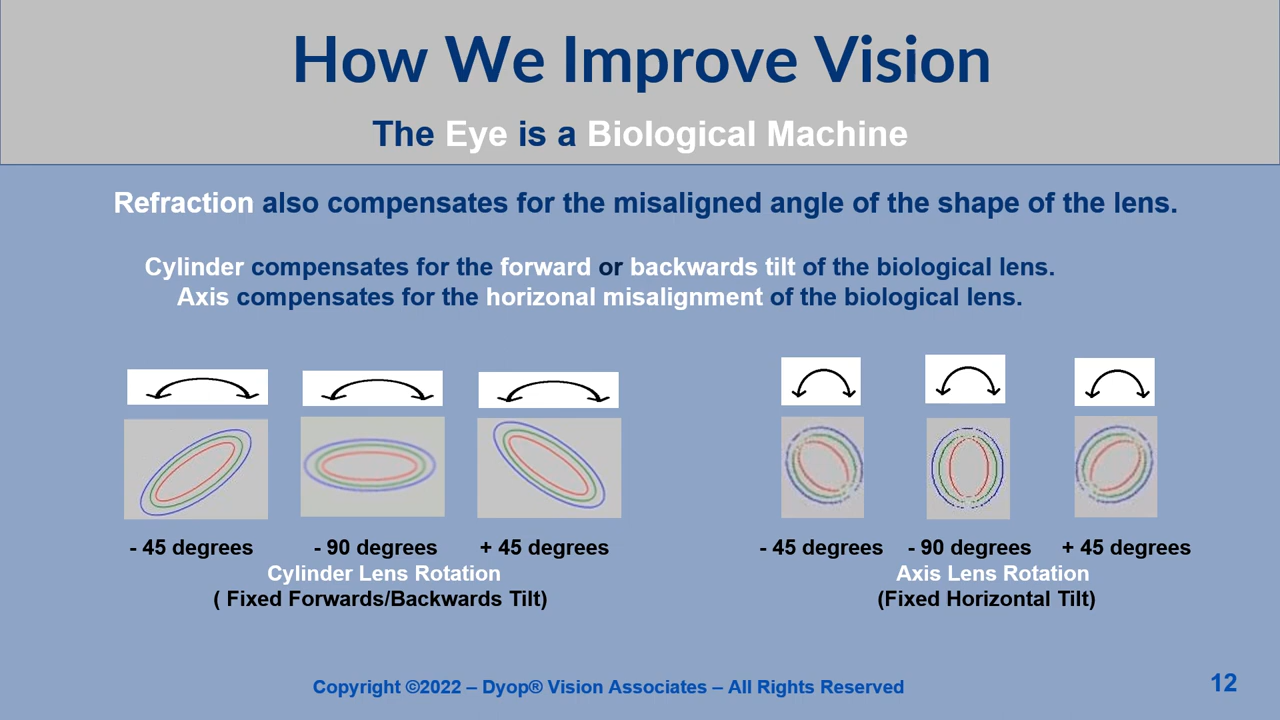 How We Improve Vision
The Eye is a Biological Machine
Refraction also compensates for the misaligned angle of the shape of the lens.
Cylinder compensates for the forward or backwards tilt of the biological lens.
Axis compensates for the horizonal misalignment of the biological lens.
- 45 degrees - 90 degrees + 45 degrees
Cylinder Lens Rotation
( Fixed Forwards/Backwards Tilt)
- 45 degrees - 90 degrees + 45 degrees
Axis Lens Rotation
(Fixed Horizontal Tilt)
Copyright ©2022 – Dyop® Vision Associates – All Rights Reserved
12